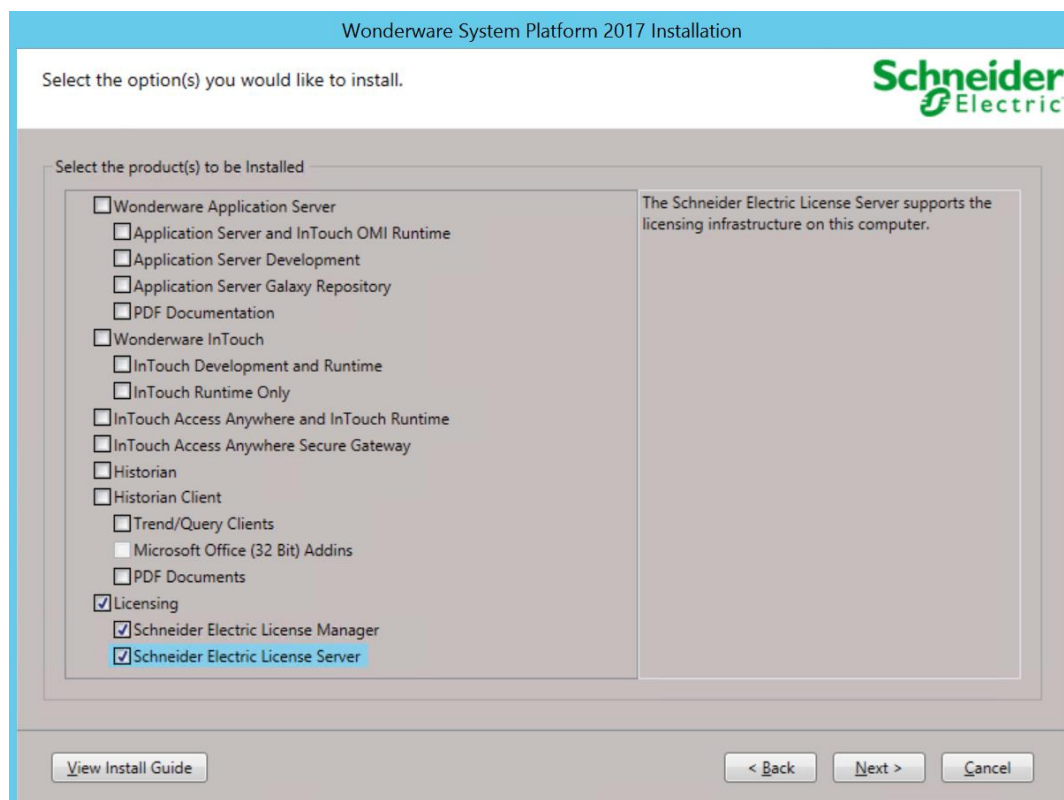 Wonderware System Platform 2017 Installation
Select the option(s) you would like to install.
Schneider
Electric
Select the product(s) to be Installed
Wonderware Application Server
Application Server and InTouch OMI Runtime
Application Server Development
Application Server Galaxy Repository
PDF Documentation
Wonderware InTouch
InTouch Development and Runtime
InTouch Runtime Only
InTouch Access Anywhere and InTouch Runtime
InTouch Access Anywhere Secure Gateway
Historian
Historian Client
Trend/Query Clients
Microsoft Office (32 Bit) Addins
PDF Documents
Licensing
Schneider Electric License Manager
Schneider Electric License Server
The Schneider Electric License Server supports the
licensing infrastructure on this computer.
View Install Guide
< Back
Next >
Cancel